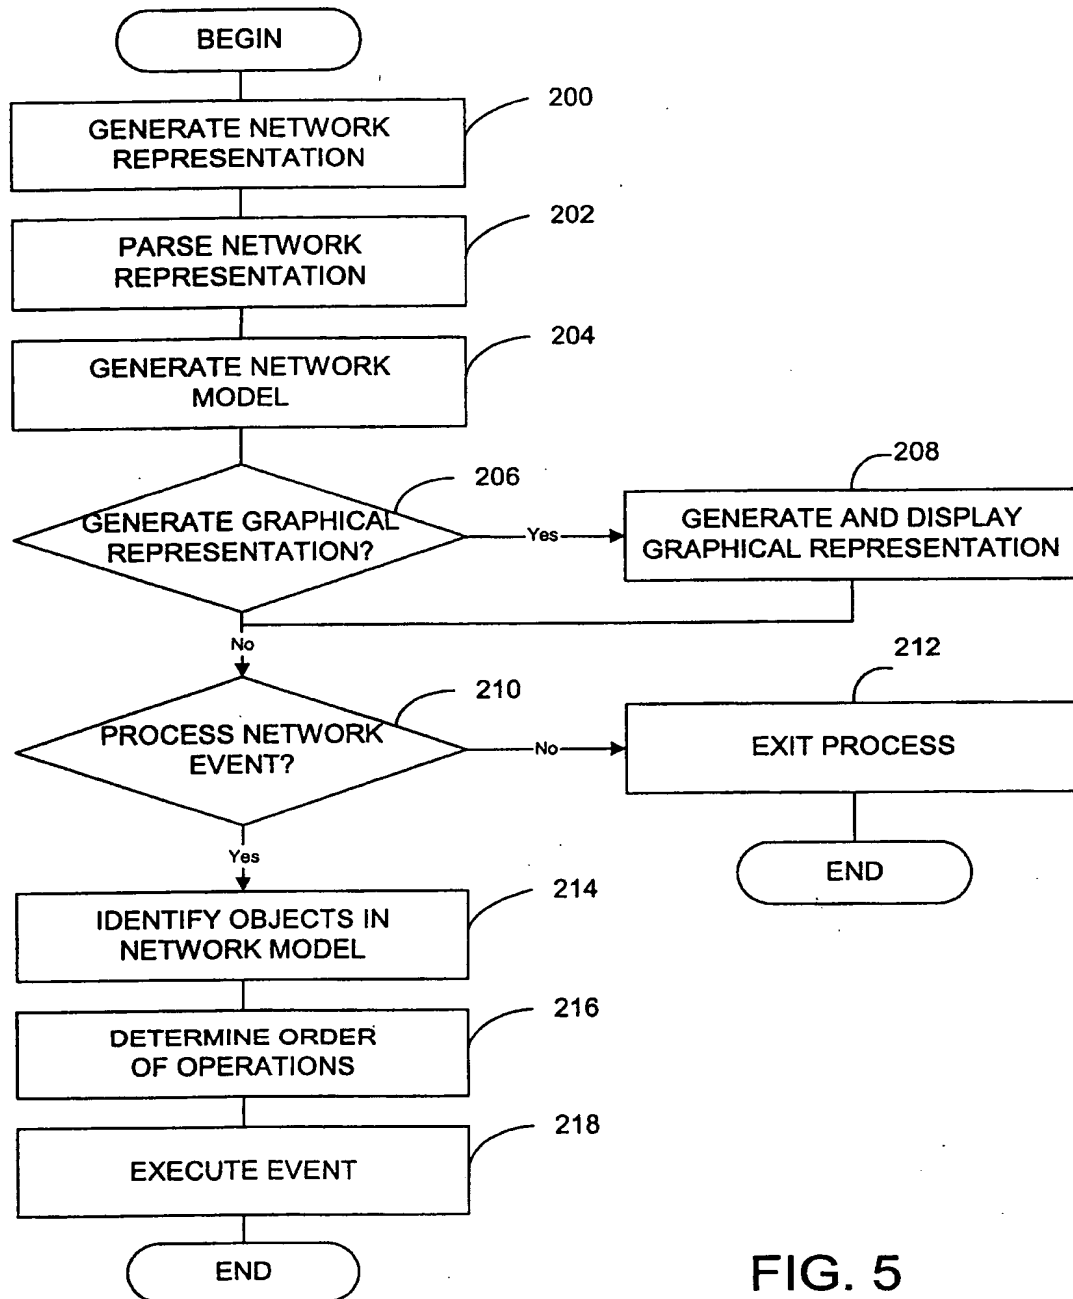 BEGIN
200
GENERATE NETWORK
REPRESENTATION
202
PARSE NETWORK
REPRESENTATION
204
GENERATE NETWORK
MODEL
206
GENERATE GRAPHICAL
REPRESENTATION?
Yes
208
GENERATE AND DISPLAY
GRAPHICAL REPRESENTATION
No
210
PROCESS NETWORK
EVENT?
No
212
EXIT PROCESS
END
Yes
214
IDENTIFY OBJECTS IN
NETWORK MODEL
216
DETERMINE ORDER
OF OPERATIONS
218
EXECUTE EVENT
END
FIG. 5